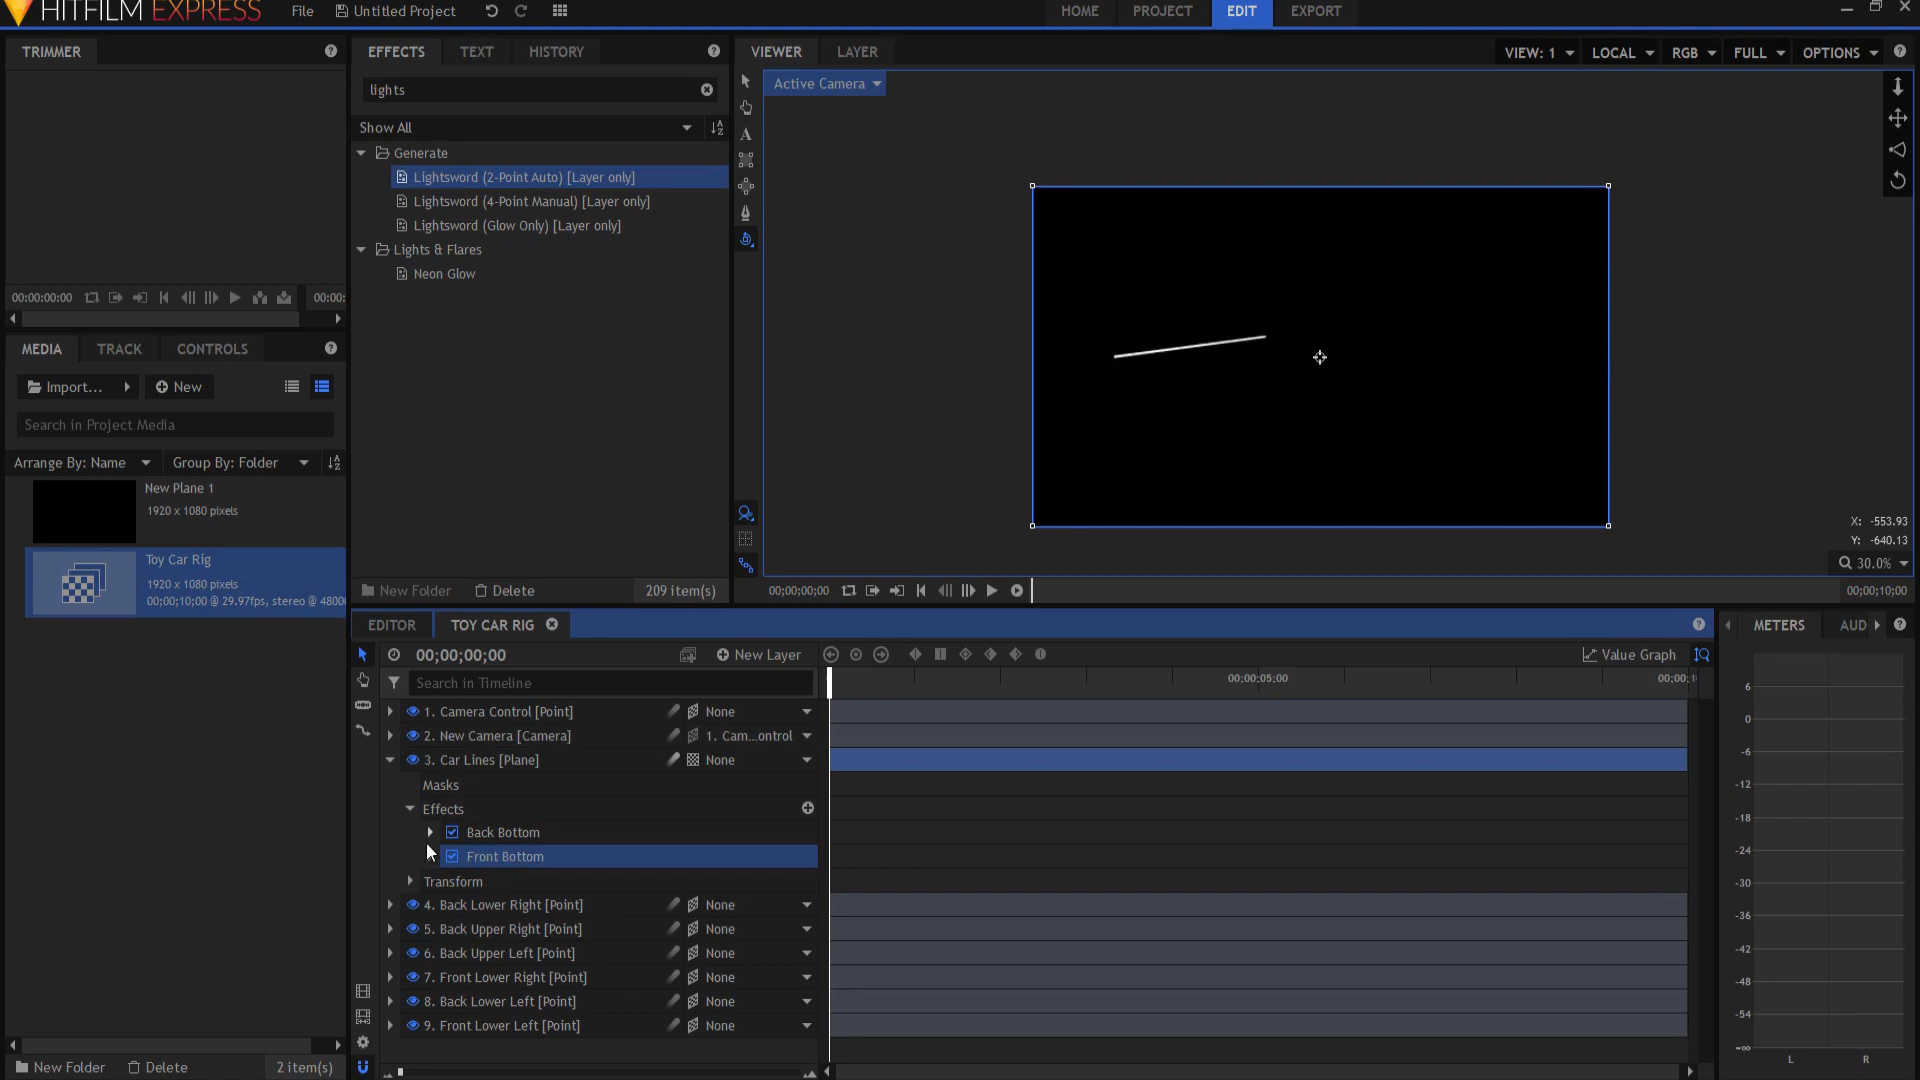 HITFILM EXPRESS
File
Untitled Project
HOME
PROJECT
EDIT
EXPORT
TRIMMER
EFFECTS
TEXT
HISTORY
VIEWER
LAYER
VIEW: 1
LOCAL
RGB
FULL
OPTIONS
lights
Active Camera
Show All
Generate
Lightsword (2-Point Auto) [Layer only]
Lightsword (4-Point Manual) [Layer only]
Lightsword (Glow Only) [Layer only]
Lights & Flares
Neon Glow
00:00:00:00
00:00:
MEDIA
TRACK
CONTROLS
Import...
New
Search in Project Media
Arrange By: Name
Group By: Folder
New Plane 1
1920 x 1080 pixels
Toy Car Rig
1920 x 1080 pixels
00;00;10;00 @ 29.97fps, stereo @ 4800
X: -553.93
Y: -640.13
30.0%
New Folder
Delete
209 item(s)
00;00;00;00
00;00;10;00
EDITOR
TOY CAR RIG
METERS
AUD
00;00;00;00
New Layer
Value Graph
Search in Timeline
00;00;05;00
00;00;1
1. Camera Control [Point]
None
2. New Camera [Camera]
1. Cam...ontrol
3. Car Lines [Plane]
None
Masks
Effects
Back Bottom
Front Bottom
Transform
4. Back Lower Right [Point]
None
5. Back Upper Right [Point]
None
6. Back Upper Left [Point]
None
7. Front Lower Right [Point]
None
8. Back Lower Left [Point]
None
9. Front Lower Left [Point]
None
6
0
-6
-12
-18
-24
-30
-36
-42
-48
-54
-∞
L
R
New Folder
Delete
2 item(s)